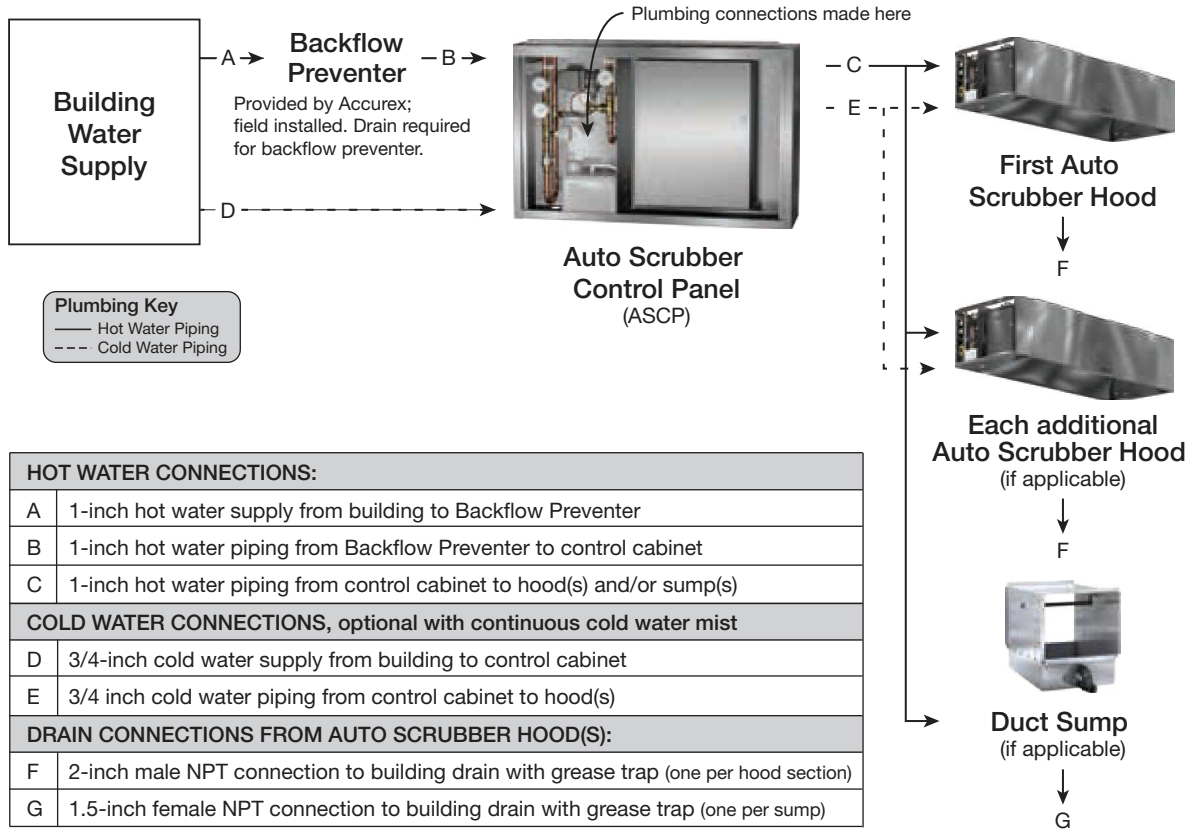 Plumbing connections made here
Building
Water
Supply
A
Backflow
Preventer
Provided by Accurex;
field installed. Drain required
for backflow preventer.
B
D
Auto Scrubber
Control Panel
(ASCP)
C
E
First Auto
Scrubber Hood
F
Each additional
Auto Scrubber Hood
(if applicable)
F
Duct Sump
(if applicable)
G
Plumbing Key
Hot Water Piping
Cold Water Piping
HOT WATER CONNECTIONS:
A 1-inch hot water supply from building to Backflow Preventer
B 1-inch hot water piping from Backflow Preventer to control cabinet
C 1-inch hot water piping from control cabinet to hood(s) and/or sump(s)
COLD WATER CONNECTIONS, optional with continuous cold water mist
D 3/4-inch cold water supply from building to control cabinet
E 3/4 inch cold water piping from control cabinet to hood(s)
DRAIN CONNECTIONS FROM AUTO SCRUBBER HOOD(S):
F 2-inch male NPT connection to building drain with grease trap (one per hood section)
G 1.5-inch female NPT connection to building drain with grease trap (one per sump)